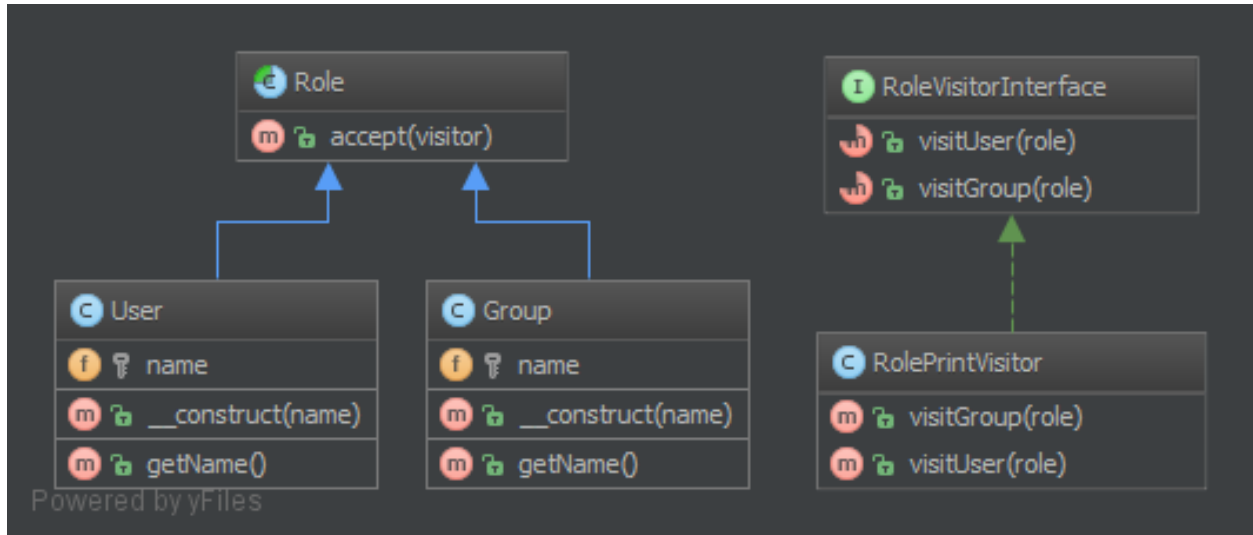 Role
accept(visitor)
RoleVisitorInterface
visitUser(role)
visitGroup(role)
User
name
__construct(name)
getName()
Group
name
__construct(name)
getName()
RolePrintVisitor
visitGroup(role)
visitUser(role)
Powered by yFiles